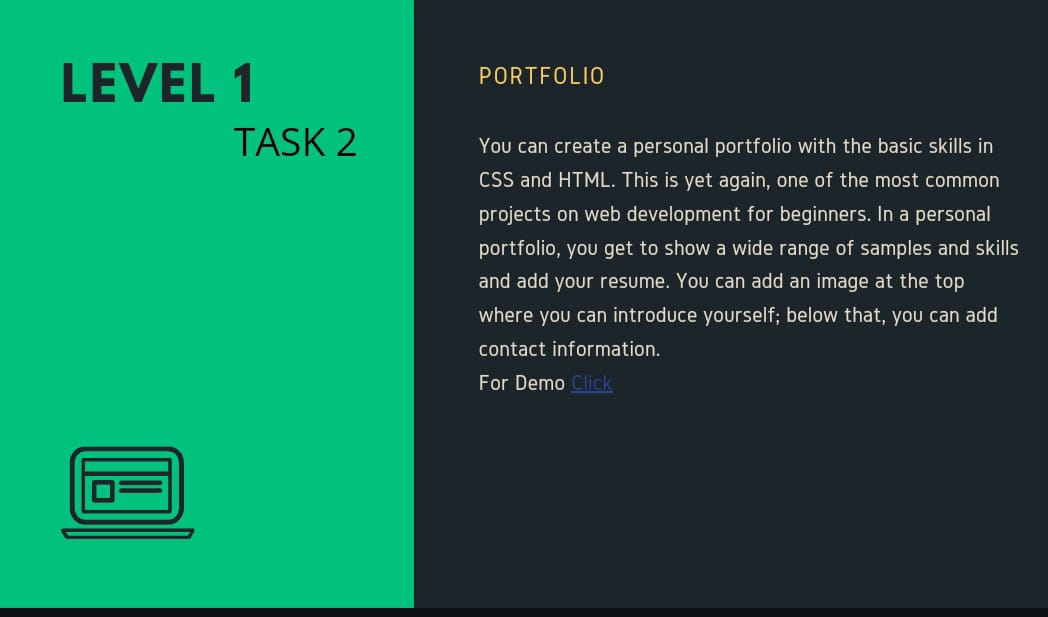 LEVEL 1
TASK 2
PORTFOLIO
You can create a personal portfolio with the basic skills in
CSS and HTML. This is yet again, one of the most common
projects on web development for beginners. In a personal
portfolio, you get to show a wide range of samples and skills
and add your resume. You can add an image at the top
where you can introduce yourself; below that, you can add
contact information.
For Demo Click